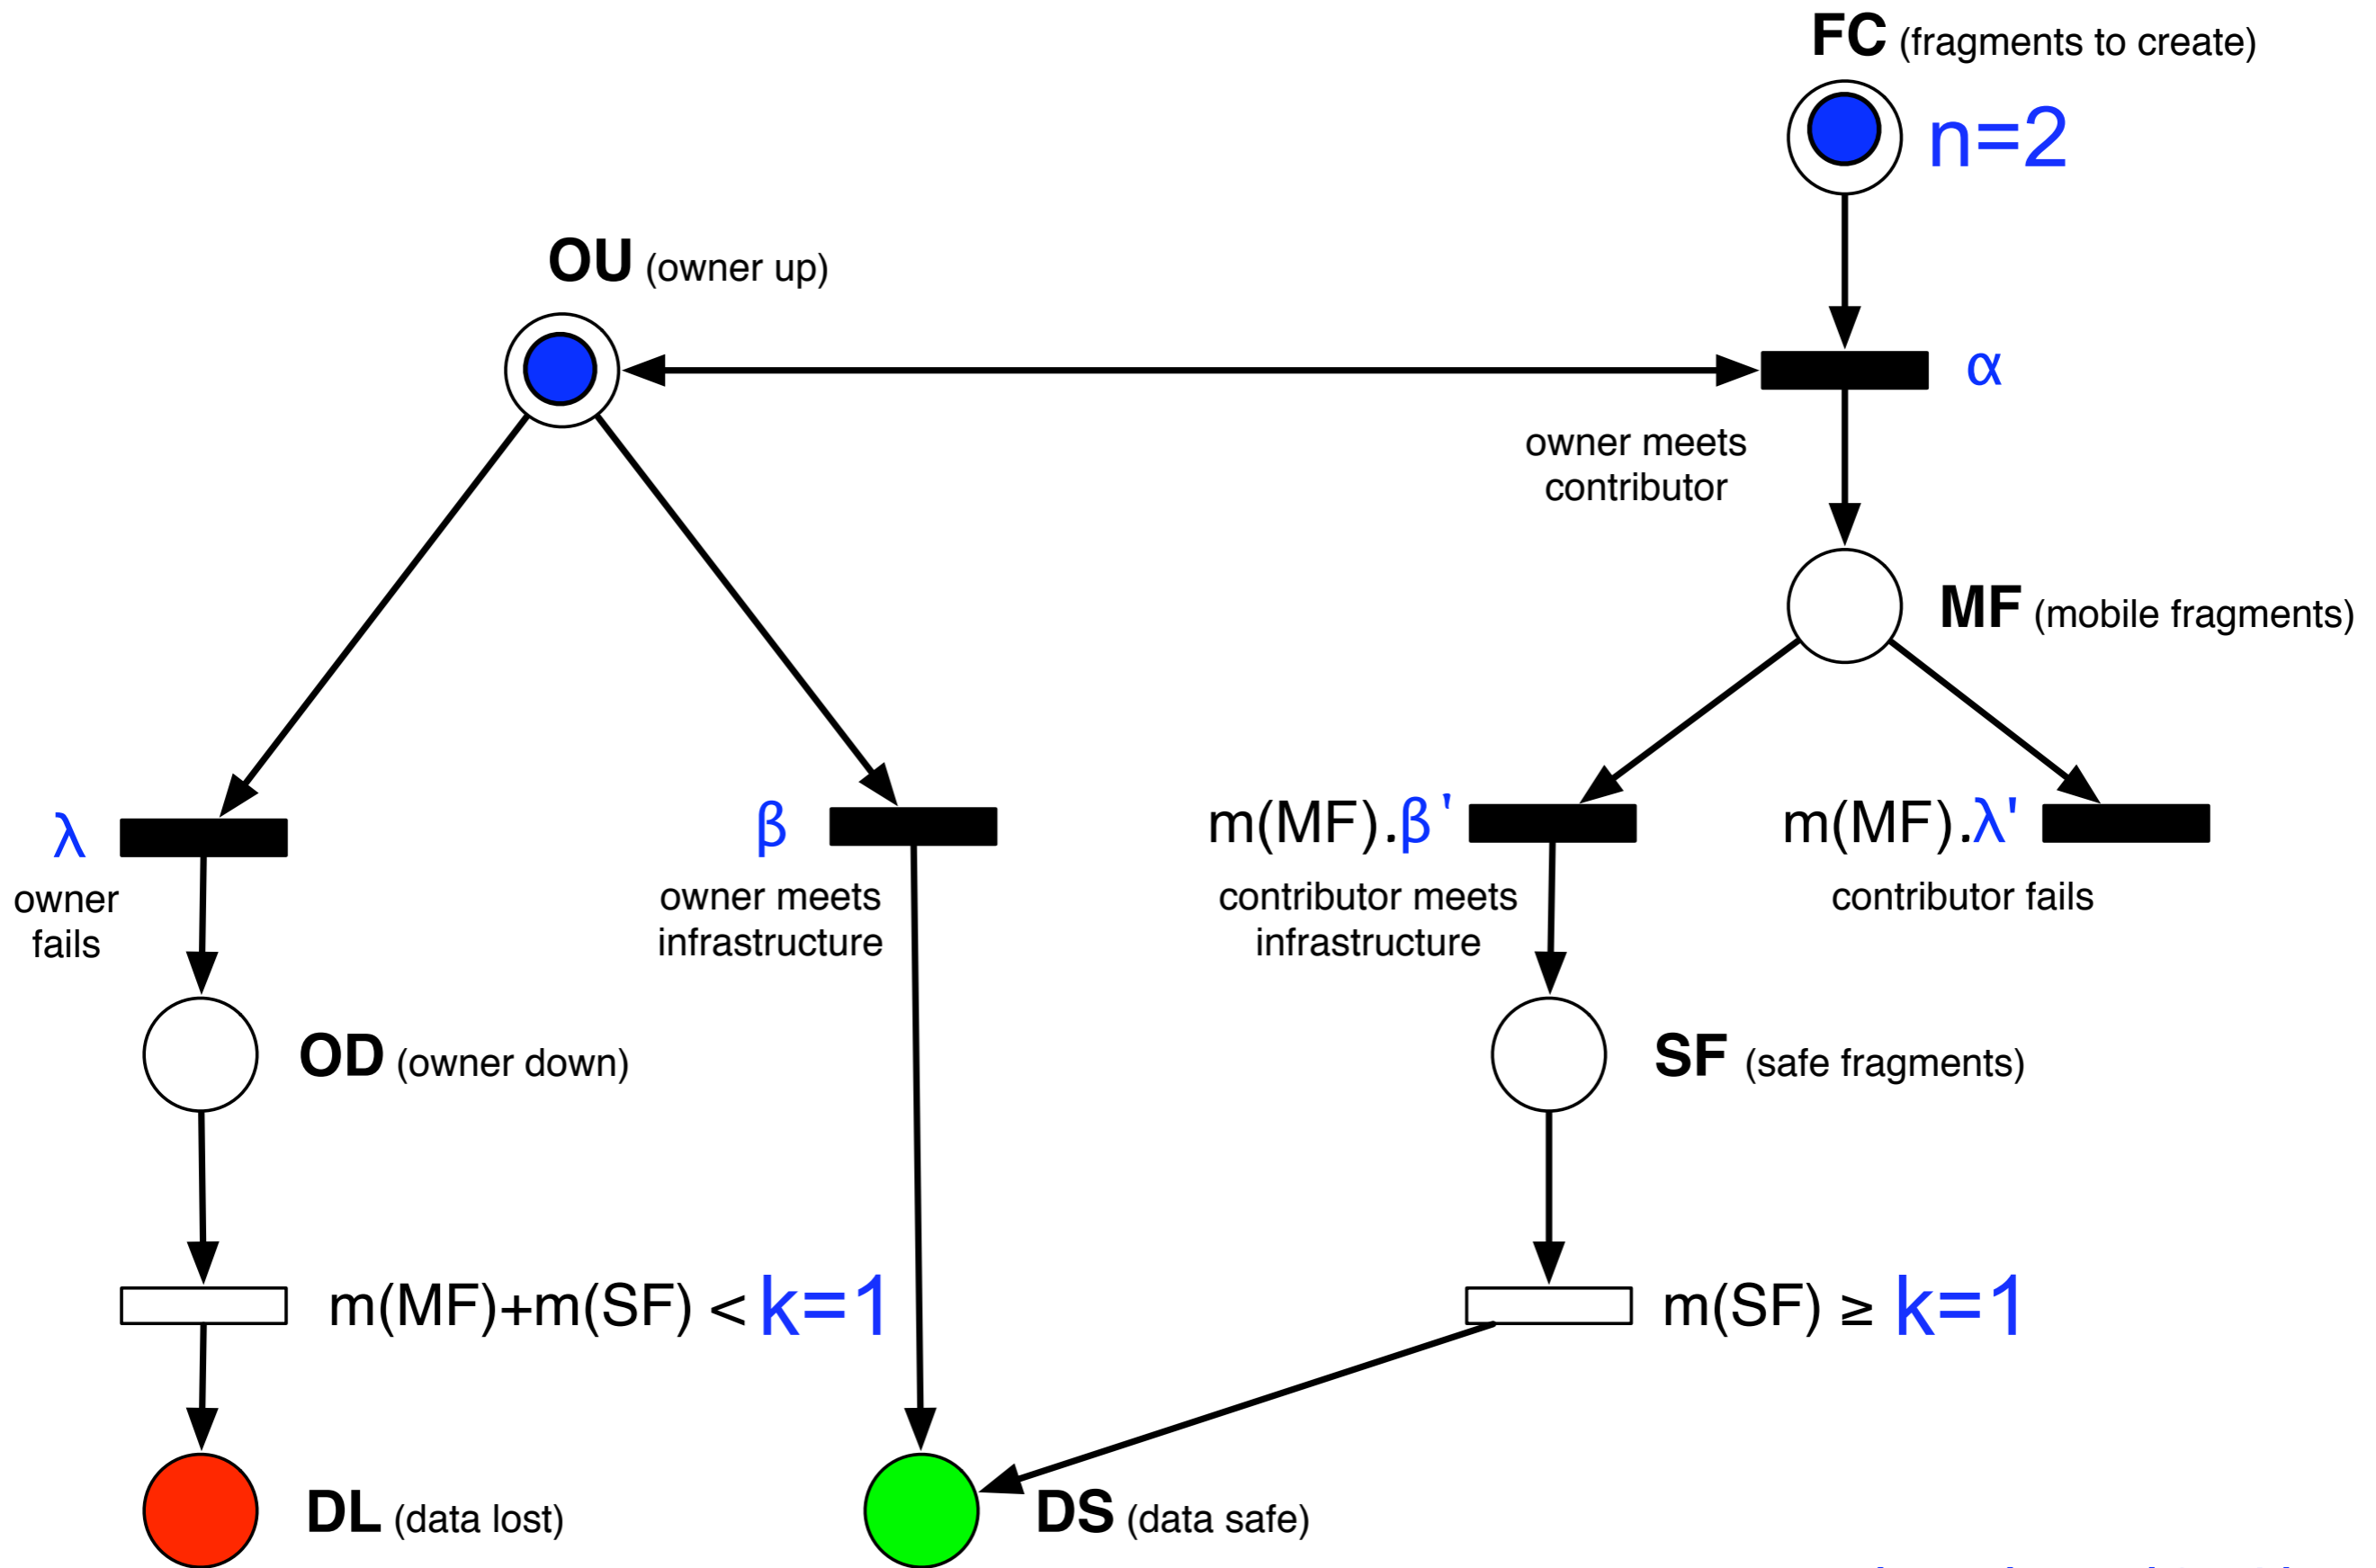 FC (fragments to create)
n=2
OU (owner up)
α
owner meets
contributor
MF (mobile fragments)
λ
owner
fails
β
owner meets
infrastructure
m(MF).β'
contributor meets
infrastructure
m(MF).λ'
contributor fails
OD (owner down)
SF (safe fragments)
m(MF)+m(SF) < k=1
m(SF) ≥ k=1
DL (data lost)
DS (data safe)